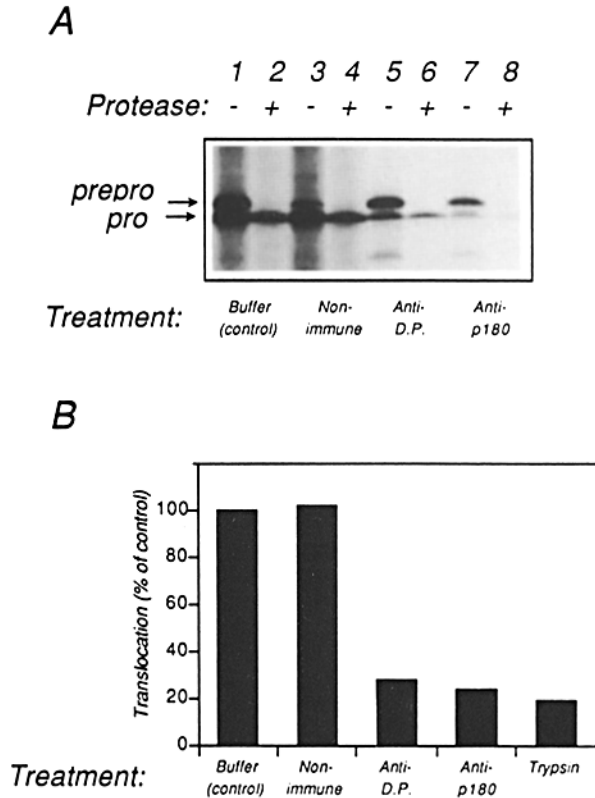 A
1 2 3 4 5 6 7 8
Protease: - + - + - + - +
prepro
pro
Treatment: Buffer (control) Non-immune Anti-D.P. Anti-p180
B
Translocation (% of control)
100
80
60
40
20
0
Treatment: Buffer (control) Non-immune Anti-D.P. Anti-p180 Trypsin